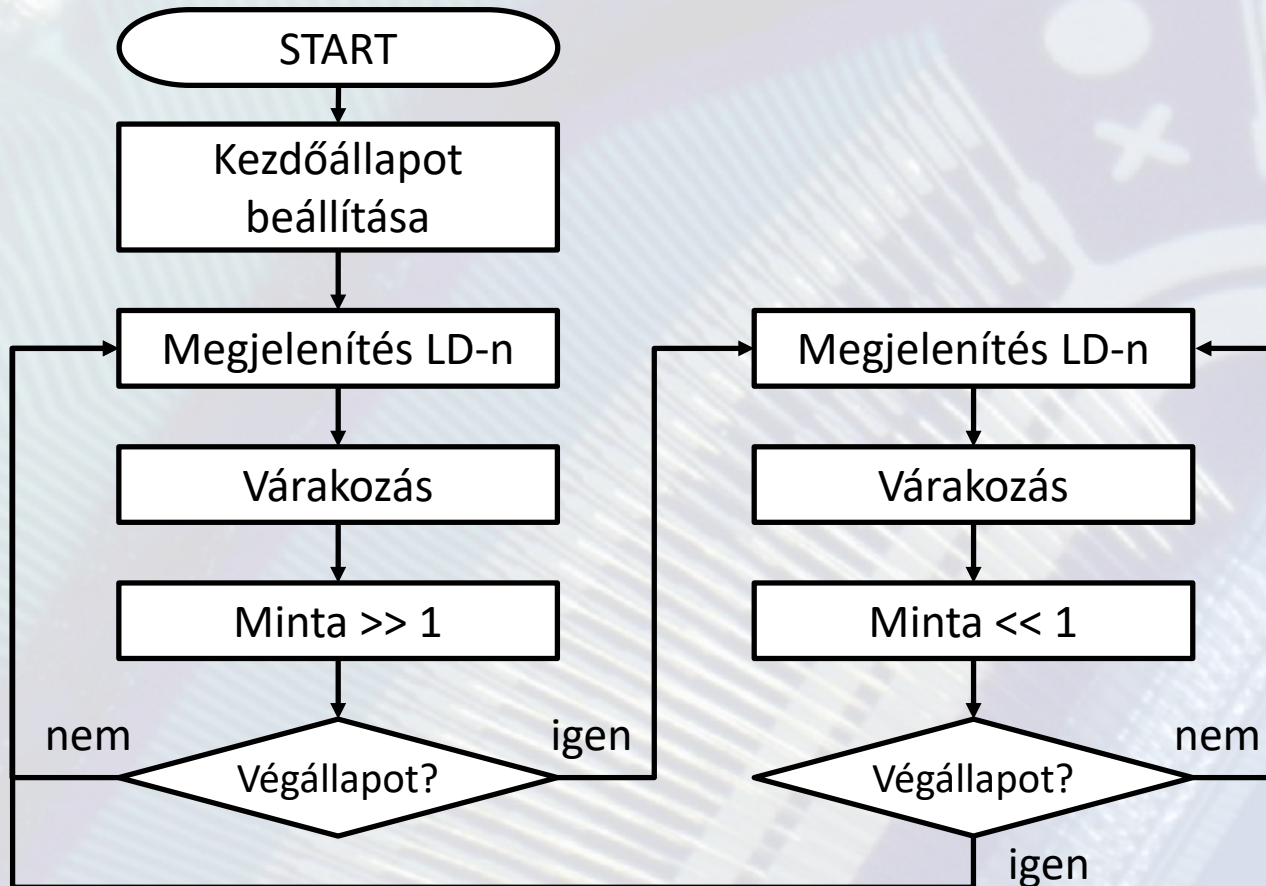 START
Kezdőállapot
beállítása
Megjelenítés LD-n
Várakozás
Minta >> 1
Végállapot?
nem
igen
Megjelenítés LD-n
Várakozás
Minta << 1
Végállapot?
nem
igen